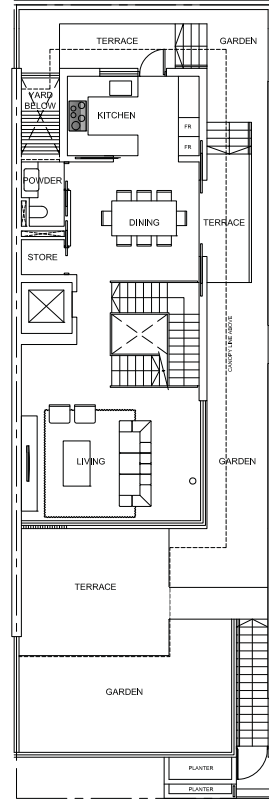 TERRACE
GARDEN
YARD
BELOW
KITCHEN
FR
FR
POWDER
DINING
TERRACE
STORE
CANOPY LINE ABOVE
LIVING
GARDEN
TERRACE
GARDEN
PLANTER
PLANTER